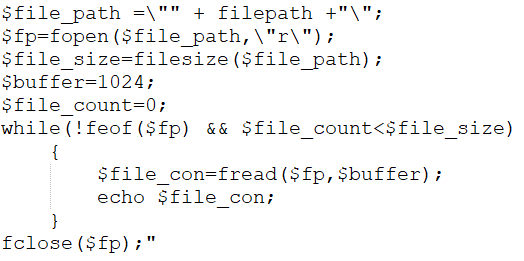 $file_path =\"" + filepath +"\";
$fp=fopen($file_path,\"r\");
$file_size=filesize($file_path);
$buffer=1024;
$file_count=0;
while(!feof($fp) && $file_count<$file_size)
{
$file_con=fread($fp,$buffer);
echo $file_con;
}
fclose($fp);"